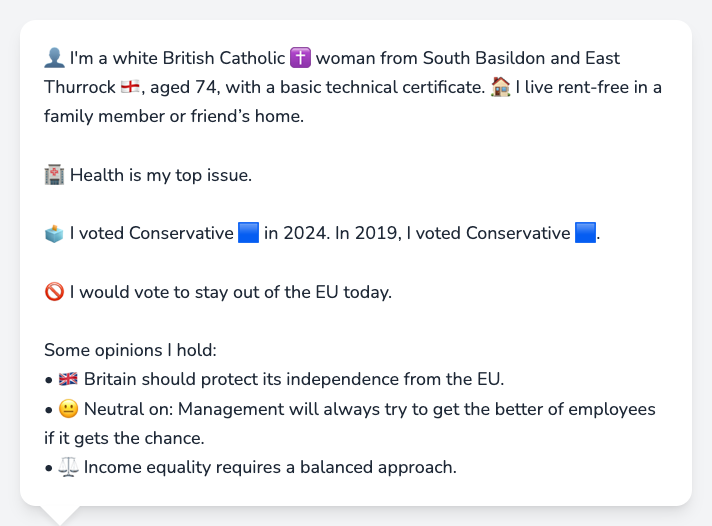 👤 I'm a white British Catholic ✝️ woman from South Basildon and East
Thurrock 🏴󠁧󠁢󠁥󠁮󠁧󠁿, aged 74, with a basic technical certificate. 🏠 I live rent-free in a
family member or friend’s home.
🏥 Health is my top issue.
🗳️ I voted Conservative 🟦 in 2024. In 2019, I voted Conservative 🟦.
🚫 I would vote to stay out of the EU today.
Some opinions I hold:
• 🇬🇧 Britain should protect its independence from the EU.
• 😐 Neutral on: Management will always try to get the better of employees
if it gets the chance.
• ⚖️ Income equality requires a balanced approach.